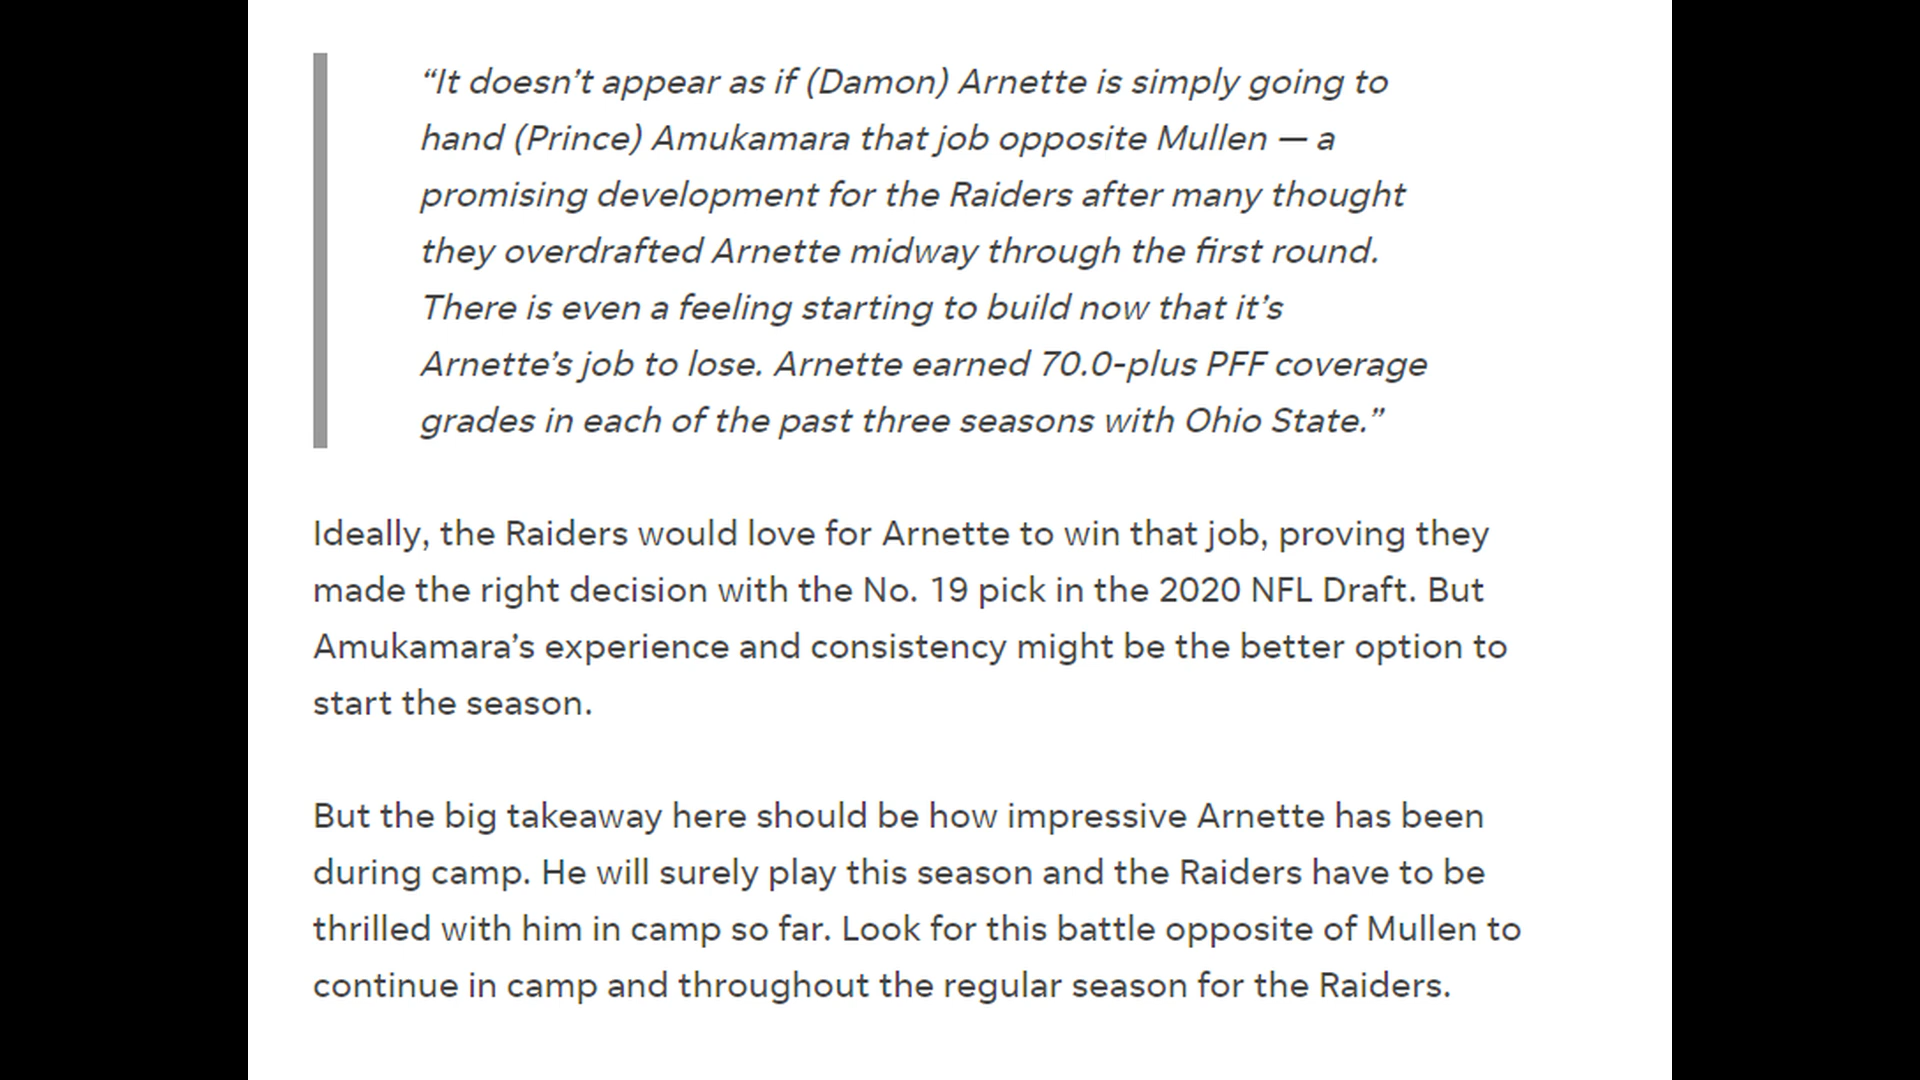 “It doesn’t appear as if (Damon) Arnette is simply going to
hand (Prince) Amukamara that job opposite Mullen — a
promising development for the Raiders after many thought
they overdrafted Arnette midway through the first round.
There is even a feeling starting to build now that it’s
Arnette’s job to lose. Arnette earned 70.0-plus PFF coverage
grades in each of the past three seasons with Ohio State.”
Ideally, the Raiders would love for Arnette to win that job, proving they
made the right decision with the No. 19 pick in the 2020 NFL Draft. But
Amukamara’s experience and consistency might be the better option to
start the season.
But the big takeaway here should be how impressive Arnette has been
during camp. He will surely play this season and the Raiders have to be
thrilled with him in camp so far. Look for this battle opposite of Mullen to
continue in camp and throughout the regular season for the Raiders.